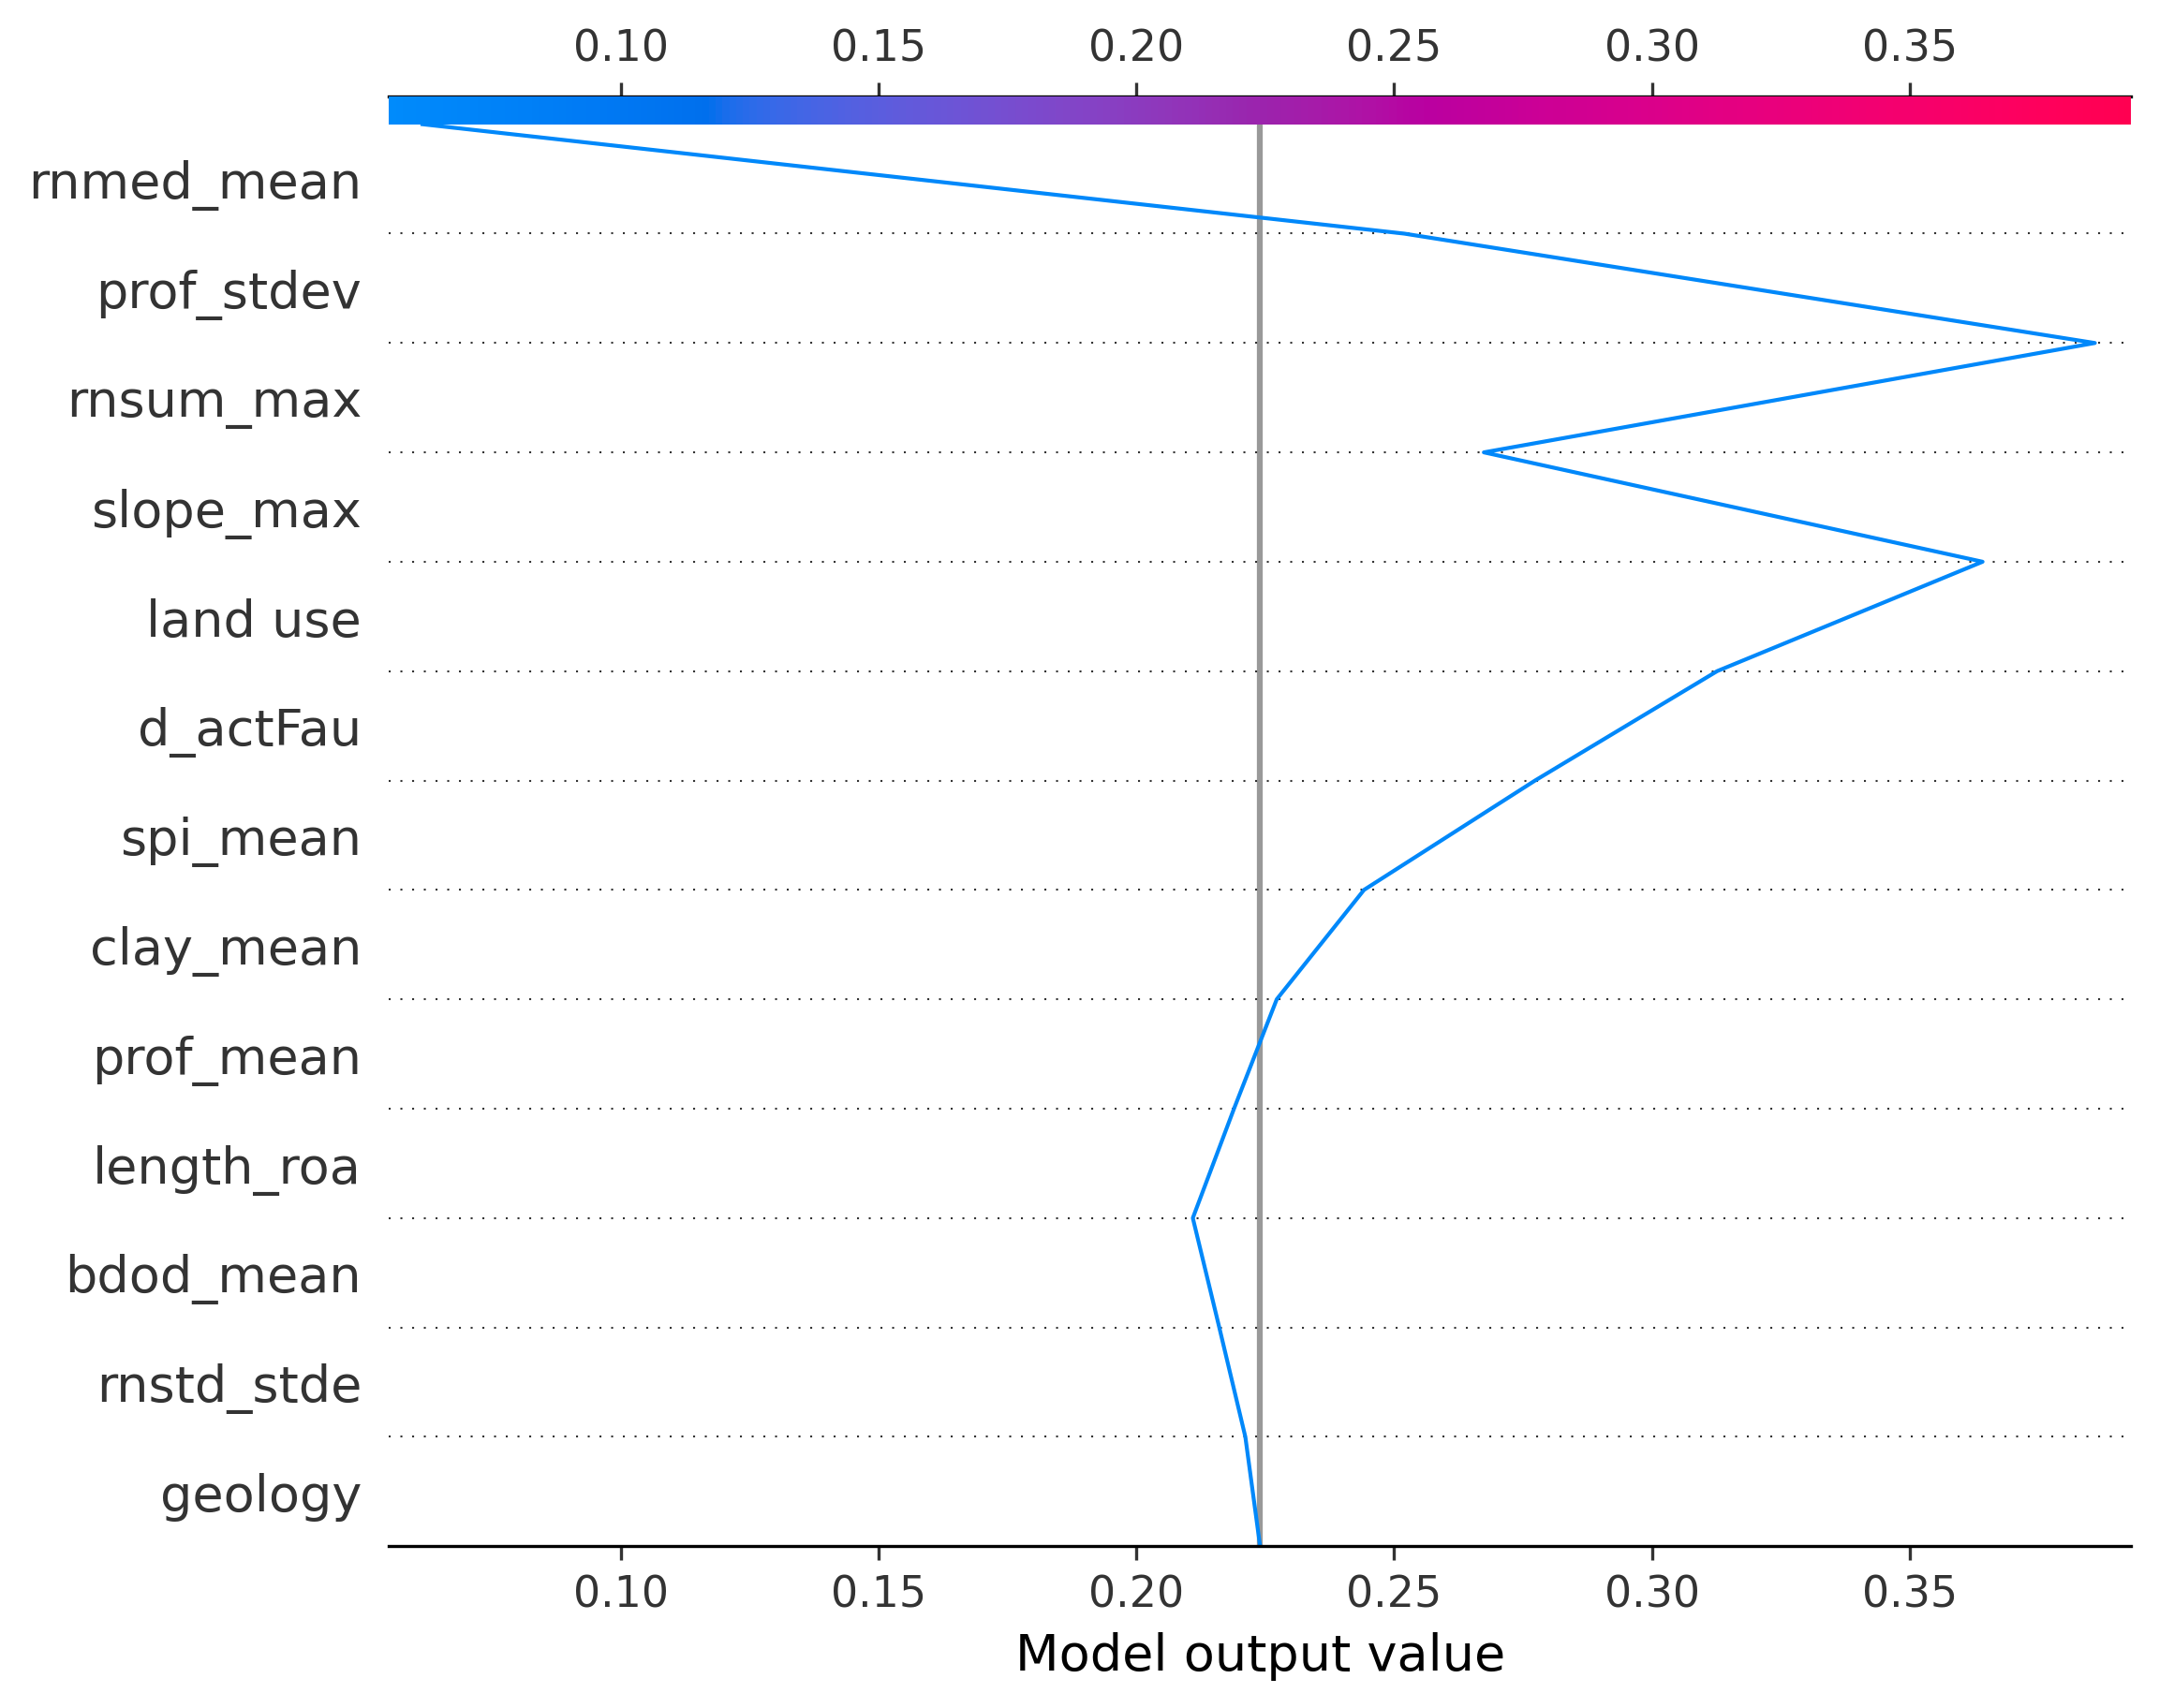 0.10 0.15 0.20 0.25 0.30 0.35
rnmed_mean
prof_stdev
rnsum_max
slope_max
land use
d_actFau
spi_mean
clay_mean
prof_mean
length_roa
bdod_mean
rnstd_stde
geology
0.10 0.15 0.20 0.25 0.30 0.35
Model output value